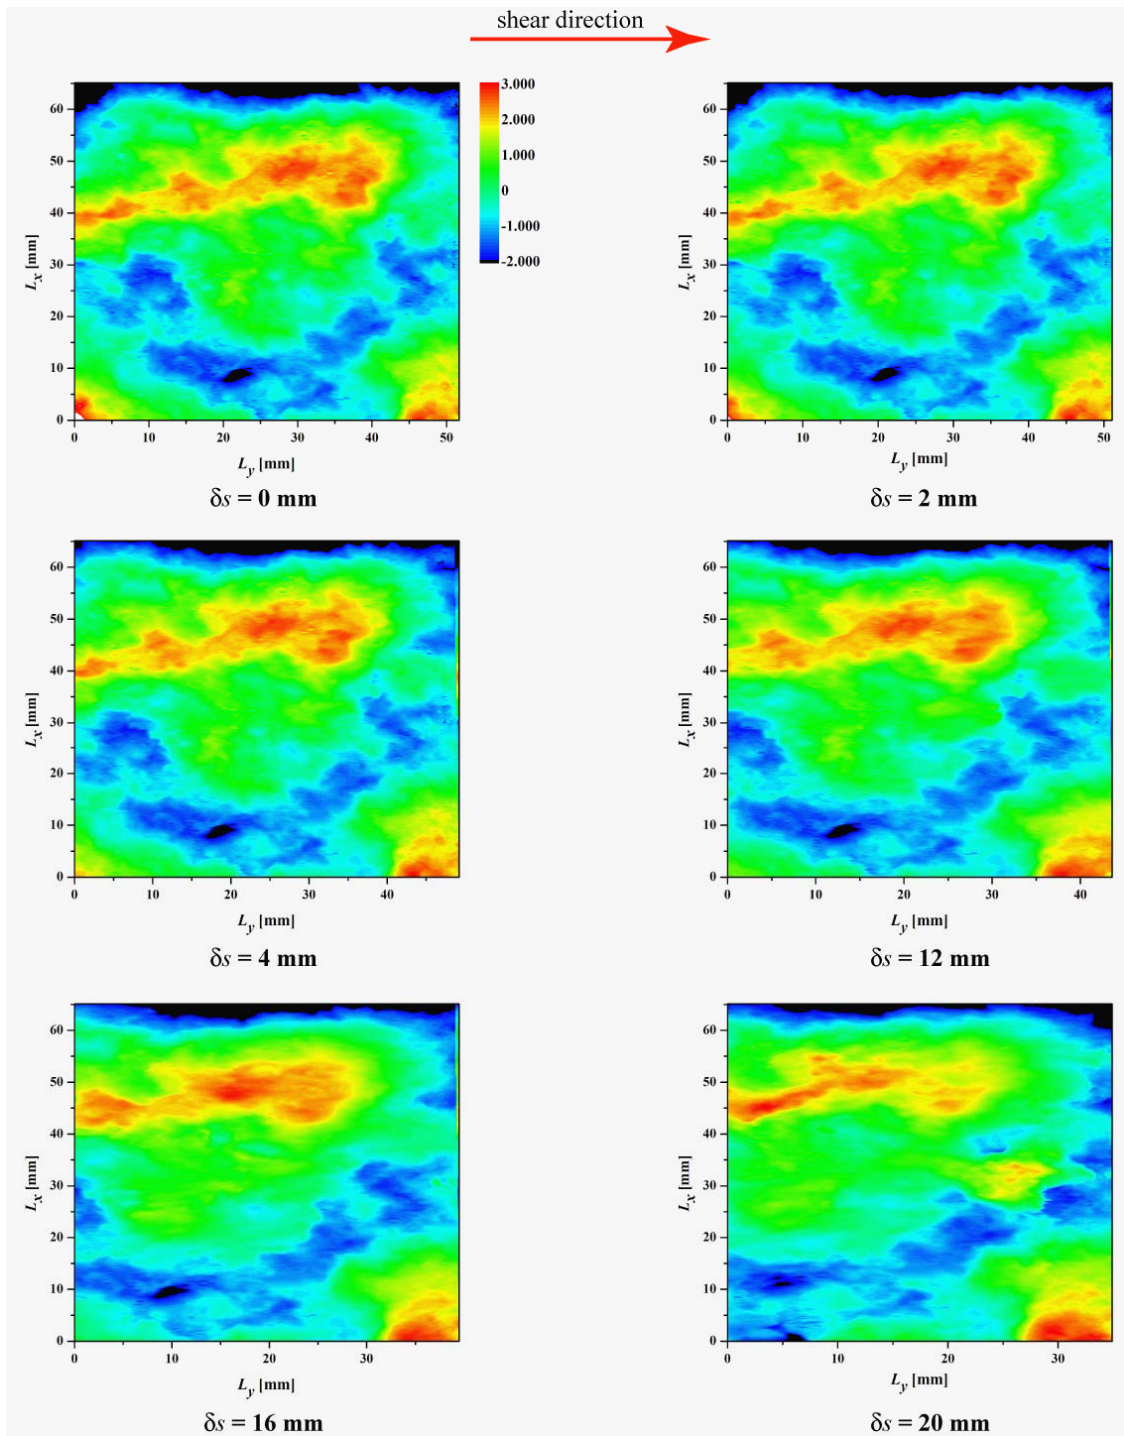 shear direction
3.000
2.000
1.000
0
-1.000
-2.000
60
50
40
30
20
10
0
Lx [mm]
0 10 20 30 40 50
Ly [mm]
δs = 0 mm
60
50
40
30
20
10
0
Lx [mm]
0 10 20 30 40 50
Ly [mm]
δs = 2 mm
60
50
40
30
20
10
0
Lx [mm]
0 10 20 30 40
Ly [mm]
δs = 4 mm
60
50
40
30
20
10
0
Lx [mm]
0 10 20 30 40
Ly [mm]
δs = 12 mm
60
50
40
30
20
10
0
Lx [mm]
0 10 20 30
Ly [mm]
δs = 16 mm
60
50
40
30
20
10
0
Lx [mm]
0 10 20 30
Ly [mm]
δs = 20 mm